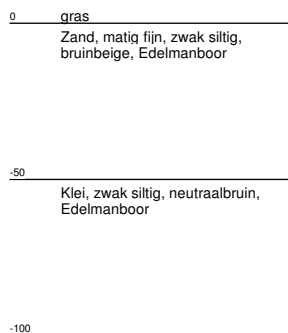 0 gras
Zand, matig fijn, zwak siltig,
bruinbeige, Edelmanboor
-50
Klei, zwak siltig, neutraalbruin,
Edelmanboor
-100